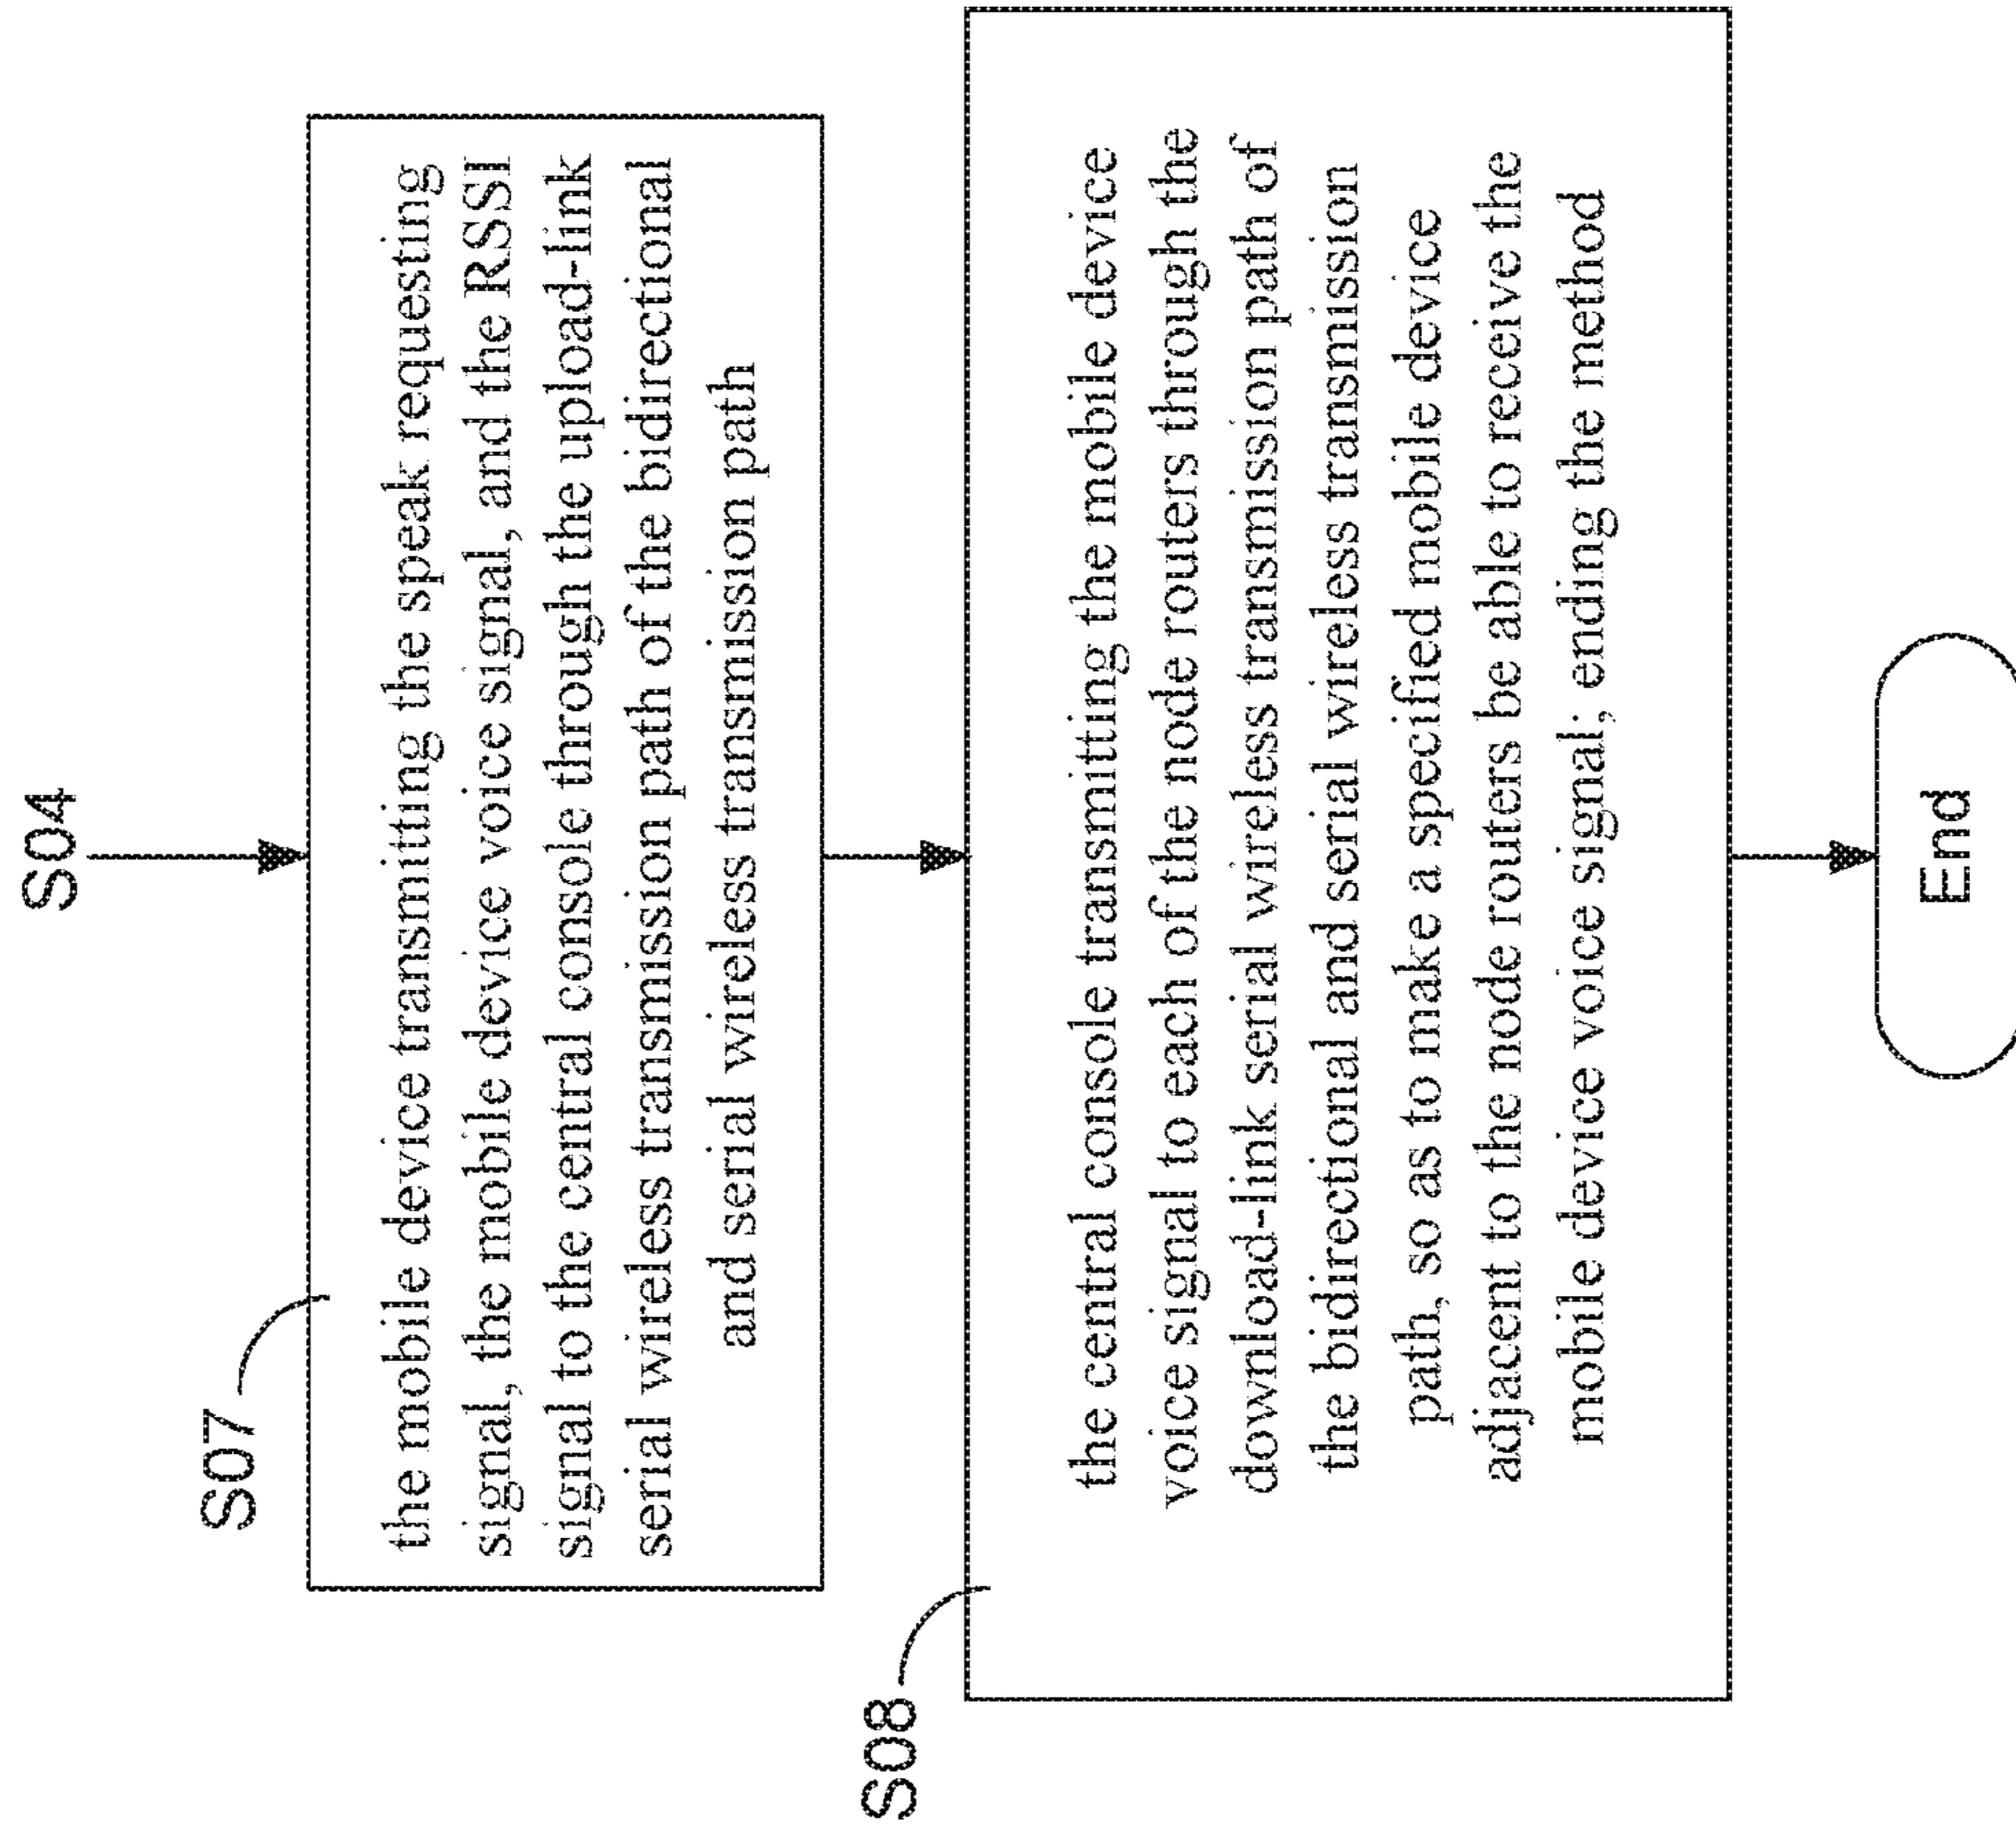 S04
S07
the mobile device transmitting the speak requesting
signal, the mobile device voice signal, and the RSSI
signal to the central console through the upload-link
serial wireless transmission path of the bidirectional
and serial wireless transmission path
S08
the central console transmitting the mobile device
voice signal to each of the node routers through the
download-link serial wireless transmission path of
the bidirectional and serial wireless transmission
path, so as to make a specified mobile device
adjacent to the node routers be able to receive the
mobile device voice signal; ending the method
End